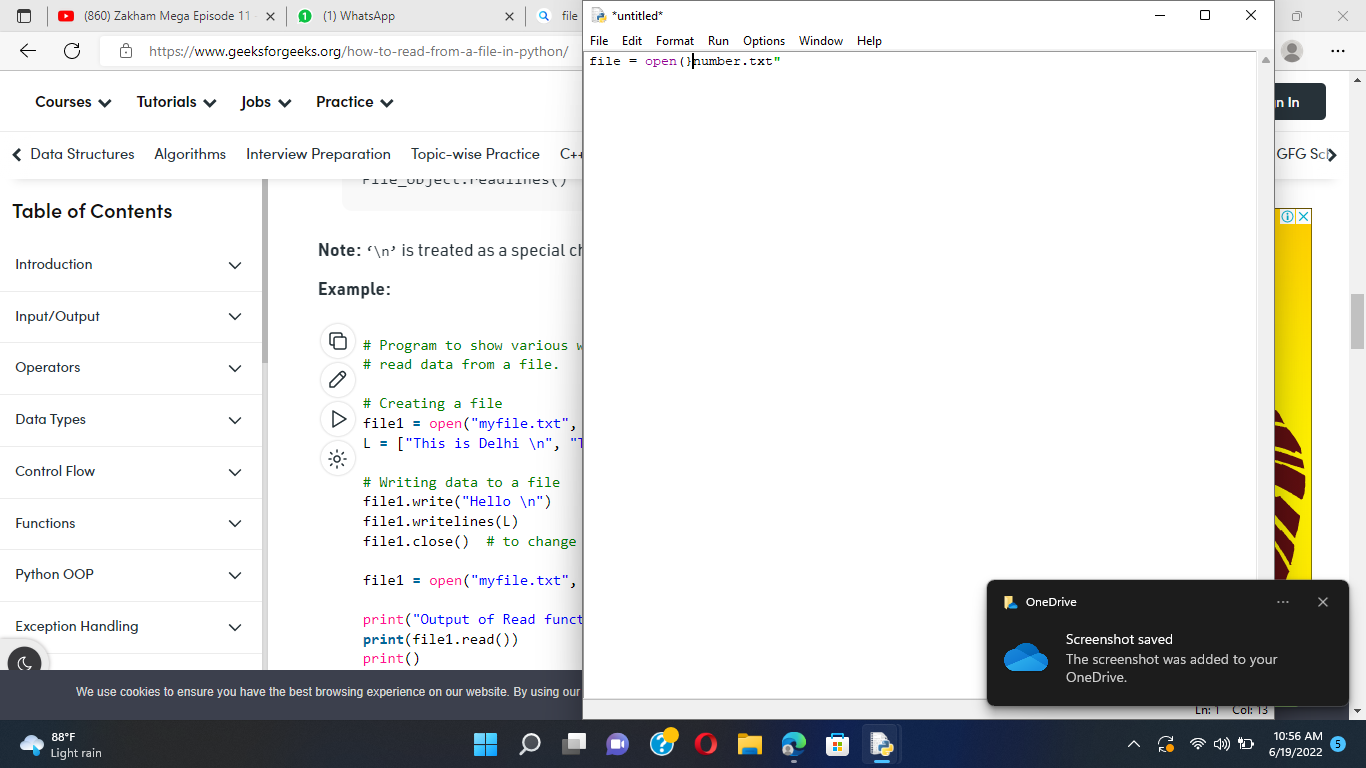 (860) Zakham Mega Episode 11
1
(1) WhatsApp
file
*untitled*
https://www.geeksforgeeks.org/how-to-read-from-a-file-in-python/
File Edit Format Run Options Window Help
file = open(}number.txt"
Courses Tutorials Jobs Practice
n In
Data Structures Algorithms Interview Preparation Topic-wise Practice C++
GFG Sch
File_object.readlines()
Table of Contents
Introduction
Input/Output
Operators
Data Types
Control Flow
Functions
Python OOP
Exception Handling
Note: ‘\n’ is treated as a special ch
Example:
# Program to show various w
# read data from a file.
# Creating a file
file1 = open("myfile.txt",
L = ["This is Delhi \n", "T
# Writing data to a file
file1.write("Hello \n")
file1.writelines(L)
file1.close()  # to change
file1 = open("myfile.txt",
print("Output of Read funct
print(file1.read())
print()
We use cookies to ensure you have the best browsing experience on our website. By using our
OneDrive
Screenshot saved
The screenshot was added to your
OneDrive.
Ln: 1 Col: 13
88°F
Light rain
10:56 AM
6/19/2022
5